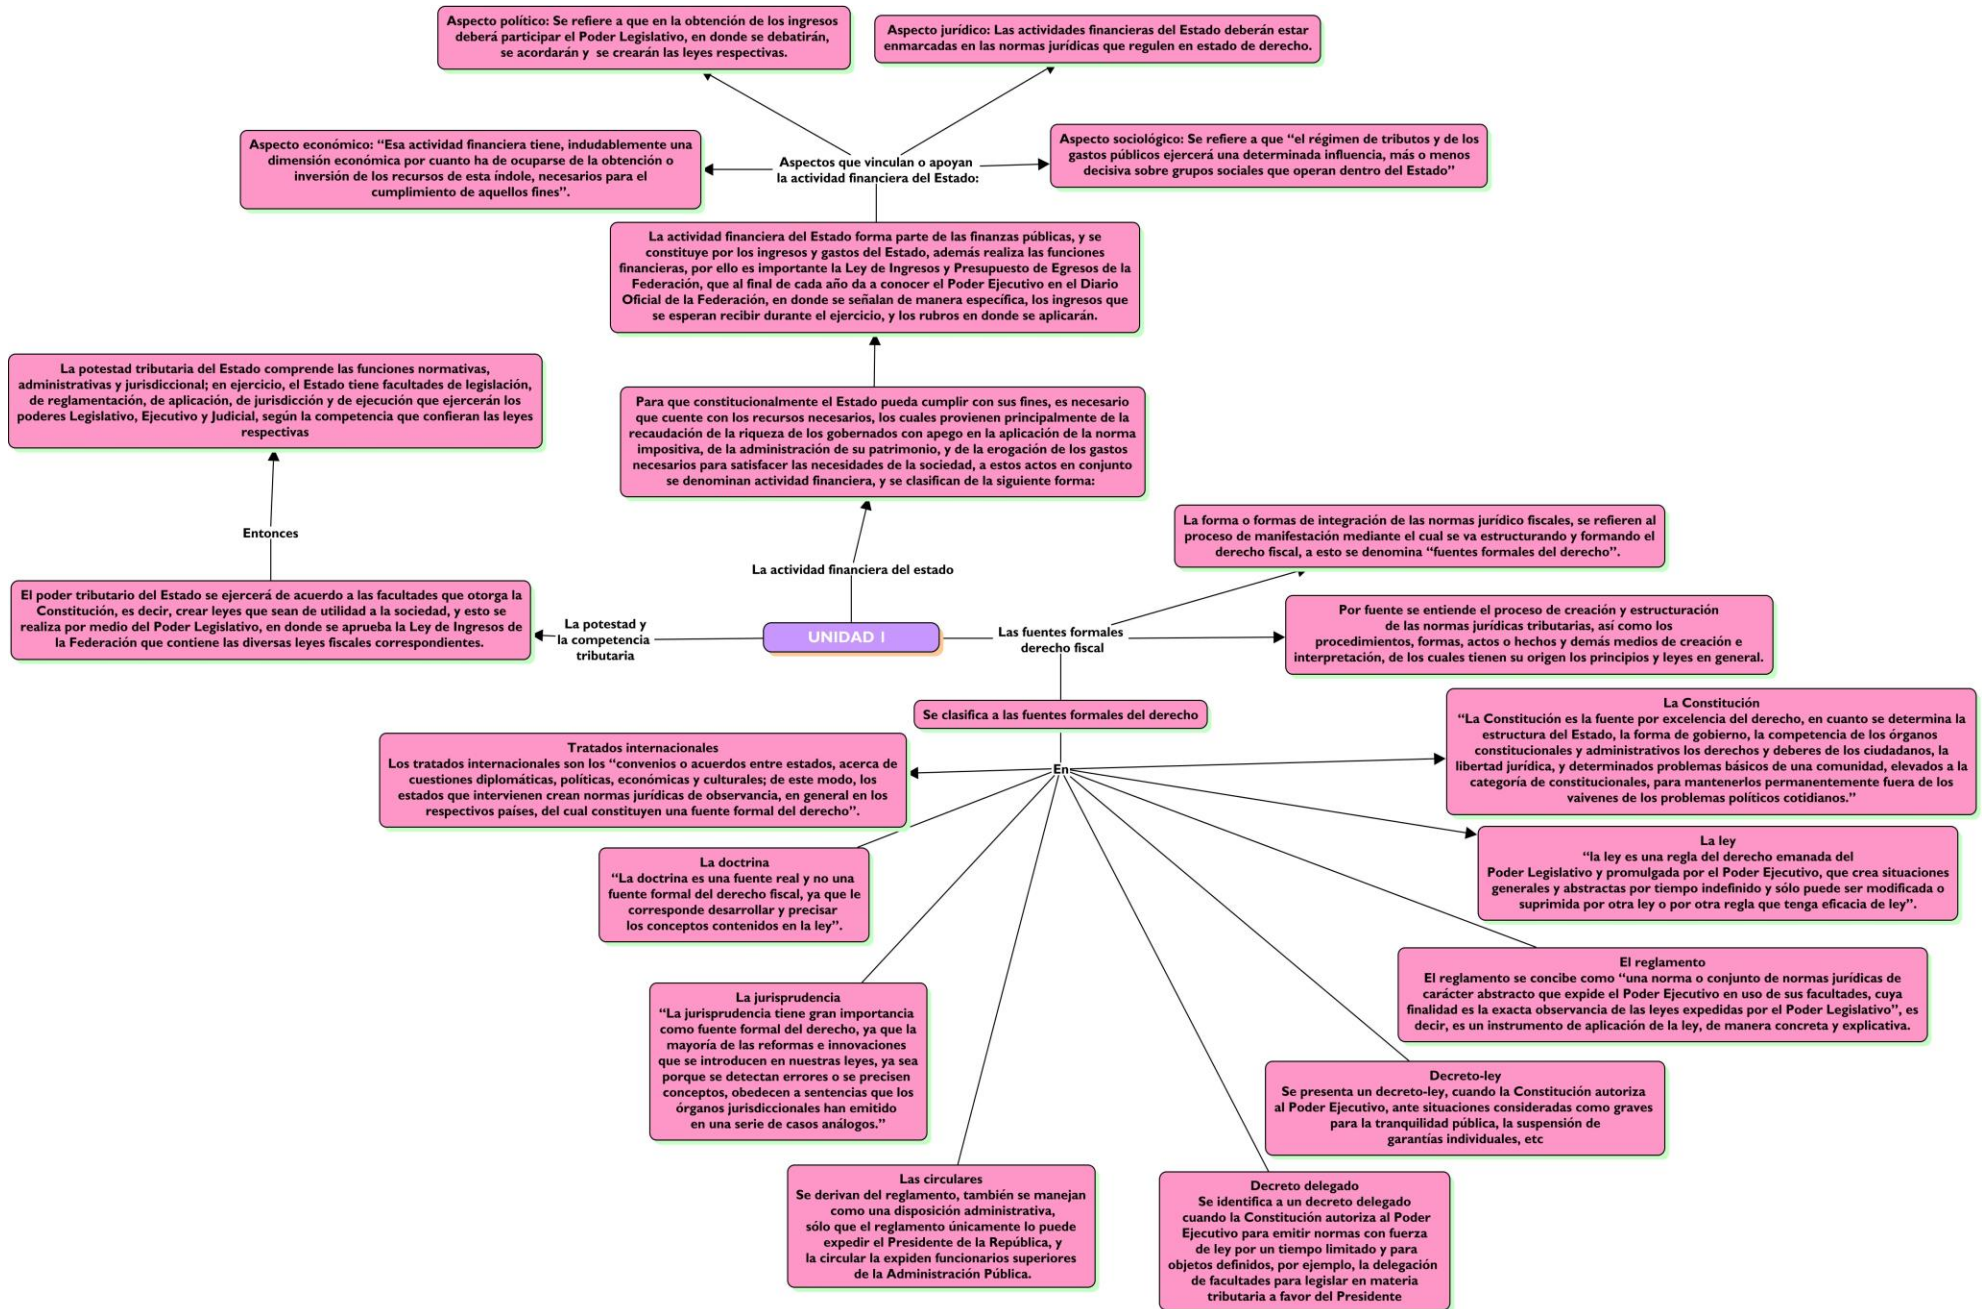 Aspecto político: Se refiere a que en la obtención de los ingresos
deberá participar el Poder Legislativo, en donde se debatirán,
se acordarán y  se crearán las leyes respectivas.
Aspecto jurídico: Las actividades financieras del Estado deberán estar
enmarcadas en las normas jurídicas que regulen en estado de derecho.
Aspecto económico: “Esa actividad financiera tiene, indudablemente una
dimensión económica por cuanto ha de ocuparse de la obtención o
inversión de los recursos de esta índole, necesarios para el
cumplimiento de aquellos fines”.
Aspectos que vinculan o apoyan
la actividad financiera del Estado:
Aspecto sociológico: Se refiere a que “el régimen de tributos y de los
gastos públicos ejercerá una determinada influencia, más o menos
decisiva sobre grupos sociales que operan dentro del Estado”
La actividad financiera del Estado forma parte de las finanzas públicas, y se
constituye por los ingresos y gastos del Estado, además realiza las funciones
financieras, por ello es importante la Ley de Ingresos y Presupuesto de Egresos de la
Federación, que al final de cada año da a conocer el Poder Ejecutivo en el Diario
Oficial de la Federación, en donde se señalan de manera específica, los ingresos que
se esperan recibir durante el ejercicio, y los rubros en donde se aplicarán.
La potestad tributaria del Estado comprende las funciones normativas,
administrativas y jurisdiccional; en ejercicio, el Estado tiene facultades de legislación,
de reglamentación, de aplicación, de jurisdicción y de ejecución que ejercerán los
poderes Legislativo, Ejecutivo y Judicial, según la competencia que confieran las leyes
respectivas
Para que constitucionalmente el Estado pueda cumplir con sus fines, es necesario
que cuente con los recursos necesarios, los cuales provienen principalmente de la
recaudación de la riqueza de los gobernados con apego en la aplicación de la norma
impositiva, de la administración de su patrimonio, y de la erogación de los gastos
necesarios para satisfacer las necesidades de la sociedad, a estos actos en conjunto
se denominan actividad financiera, y se clasifican de la siguiente forma:
Entonces
La actividad financiera del estado
La forma o formas de integración de las normas jurídico fiscales, se refieren al
proceso de manifestación mediante el cual se va estructurando y formando el
derecho fiscal, a esto se denomina “fuentes formales del derecho”.
El poder tributario del Estado se ejercerá de acuerdo a las facultades que otorga la
Constitución, es decir, crear leyes que sean de utilidad a la sociedad, y esto se
realiza por medio del Poder Legislativo, en donde se aprueba la Ley de Ingresos de
la Federación que contiene las diversas leyes fiscales correspondientes.
La potestad y
la competencia
tributaria
UNIDAD I
Las fuentes formales
derecho fiscal
Por fuente se entiende el proceso de creación y estructuración
de las normas jurídicas tributarias, así como los
procedimientos, formas, actos o hechos y demás medios de creación e
interpretación, de los cuales tienen su origen los principios y leyes en general.
Se clasifica a las fuentes formales del derecho
En
La Constitución
“La Constitución es la fuente por excelencia del derecho, en cuanto se determina la
estructura del Estado, la forma de gobierno, la competencia de los órganos
constitucionales y administrativos los derechos y deberes de los ciudadanos, la
libertad jurídica, y determinados problemas básicos de una comunidad, elevados a la
categoría de constitucionales, para mantenerlos permanentemente fuera de los
vaivenes de los problemas políticos cotidianos.”
Tratados internacionales
Los tratados internacionales son los “convenios o acuerdos entre estados, acerca de
cuestiones diplomáticas, políticas, económicas y culturales; de este modo, los
estados que intervienen crean normas jurídicas de observancia, en general en los
respectivos países, del cual constituyen una fuente formal del derecho”.
La ley
“la ley es una regla del derecho emanada del
Poder Legislativo y promulgada por el Poder Ejecutivo, que crea situaciones
generales y abstractas por tiempo indefinido y sólo puede ser modificada o
suprimida por otra ley o por otra regla que tenga eficacia de ley”.
La doctrina
“La doctrina es una fuente real y no una
fuente formal del derecho fiscal, ya que le
corresponde desarrollar y precisar
los conceptos contenidos en la ley”.
El reglamento
El reglamento se concibe como “una norma o conjunto de normas jurídicas de
carácter abstracto que expide el Poder Ejecutivo en uso de sus facultades, cuya
finalidad es la exacta observancia de las leyes expedidas por el Poder Legislativo”, es
decir, es un instrumento de aplicación de la ley, de manera concreta y explicativa.
La jurisprudencia
“La jurisprudencia tiene gran importancia
como fuente formal del derecho, ya que la
mayoría de las reformas e innovaciones
que se introducen en nuestras leyes, ya sea
porque se detectan errores o se precisen
conceptos, obedecen a sentencias que los
órganos jurisdiccionales han emitido
en una serie de casos análogos.”
Decreto-ley
Se presenta un decreto-ley, cuando la Constitución autoriza
al Poder Ejecutivo, ante situaciones consideradas como graves
para la tranquilidad pública, la suspensión de
garantías individuales, etc
Las circulares
Se derivan del reglamento, también se manejan
como una disposición administrativa,
sólo que el reglamento únicamente lo puede
expedir el Presidente de la República, y
la circular la expiden funcionarios superiores
de la Administración Pública.
Decreto delegado
Se identifica a un decreto delegado
cuando la Constitución autoriza al Poder
Ejecutivo para emitir normas con fuerza
de ley por un tiempo limitado y para
objetos definidos, por ejemplo, la delegación
de facultades para legislar en materia
tributaria a favor del Presidente